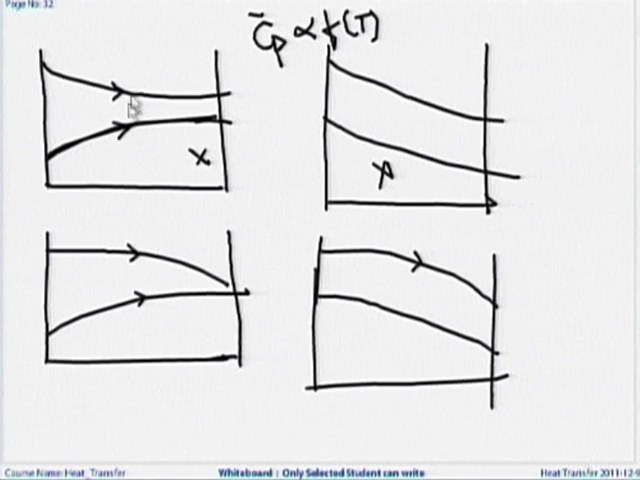 Page No: 32
C̄p ∝ f(T)
x
x
Course Name: Heat_Transfer Whiteboard : Only Selected Student can write Heat Transfer 2011-12-9